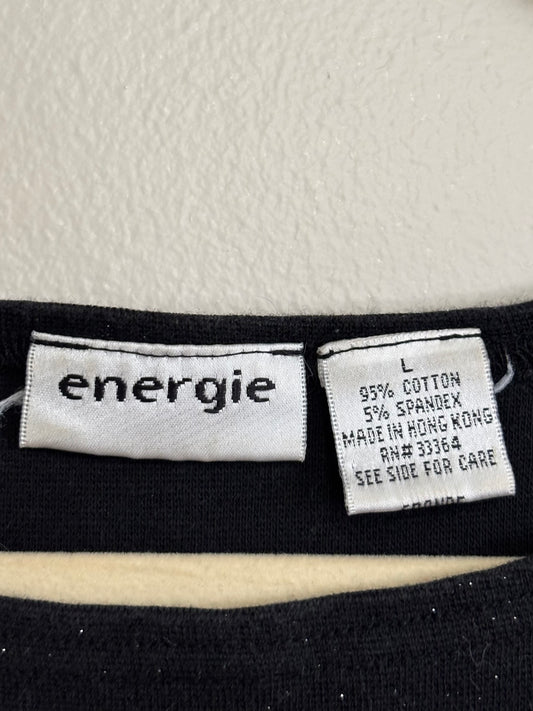 energie
L
95% COTTON
5% SPANDEX
MADE IN HONG KONG
RN# 33364
SEE SIDE FOR CARE